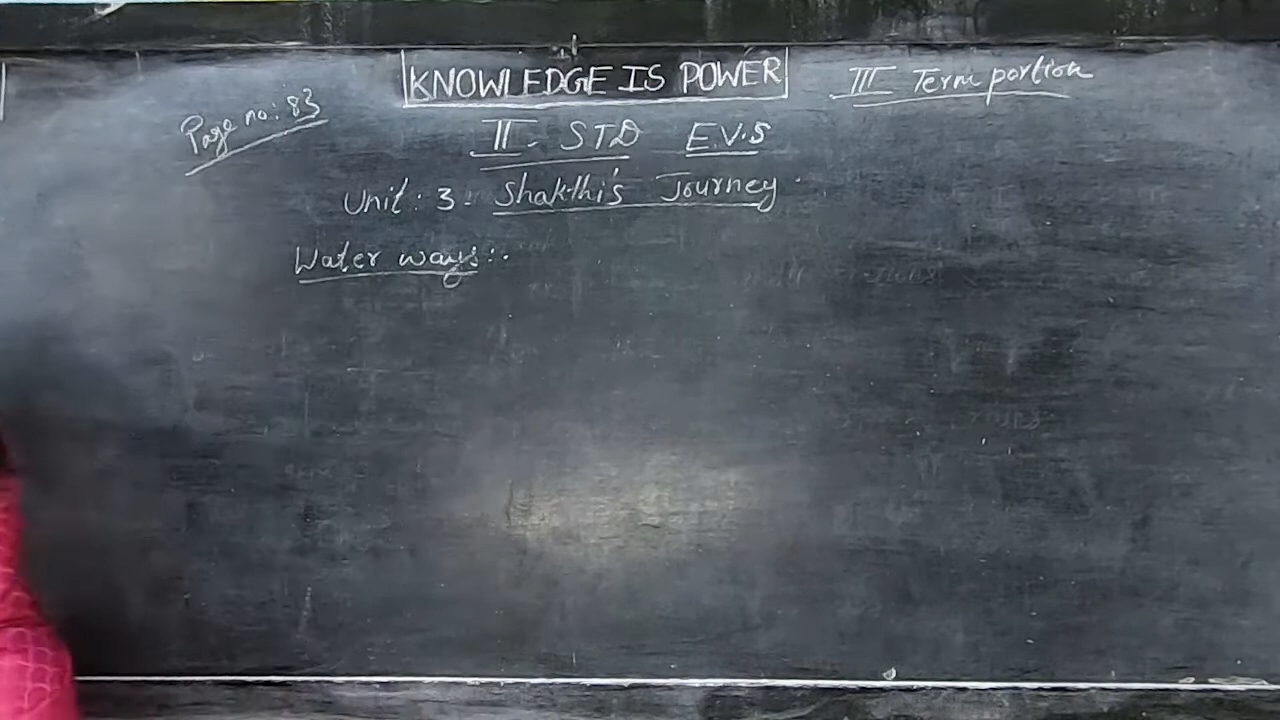 KNOWLEDGE IS POWER
III Term portion
Page no: 83
II - STD E.V.S
Unit: 3. Shakthi's Journey.
Water ways:.